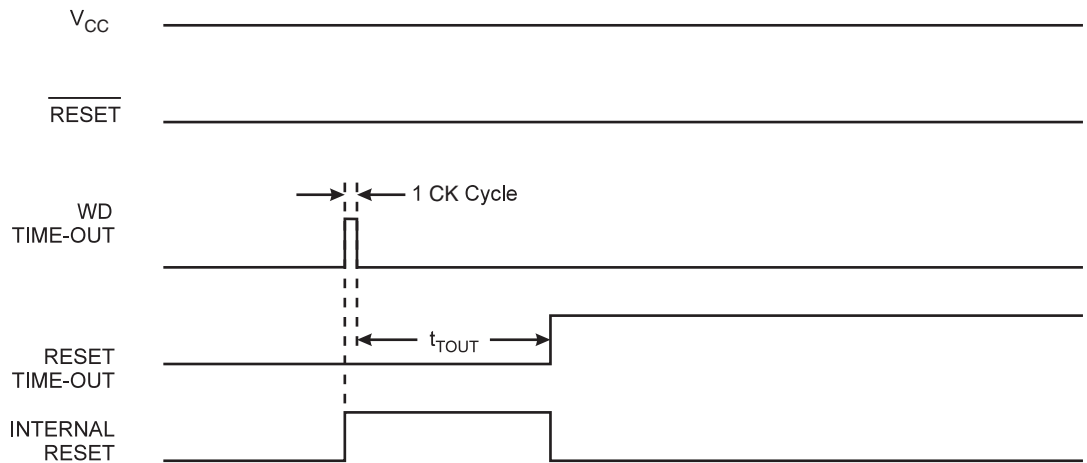 VCC
RESET
1 CK Cycle
WD
TIME-OUT
tTOUT
RESET
TIME-OUT
INTERNAL
RESET